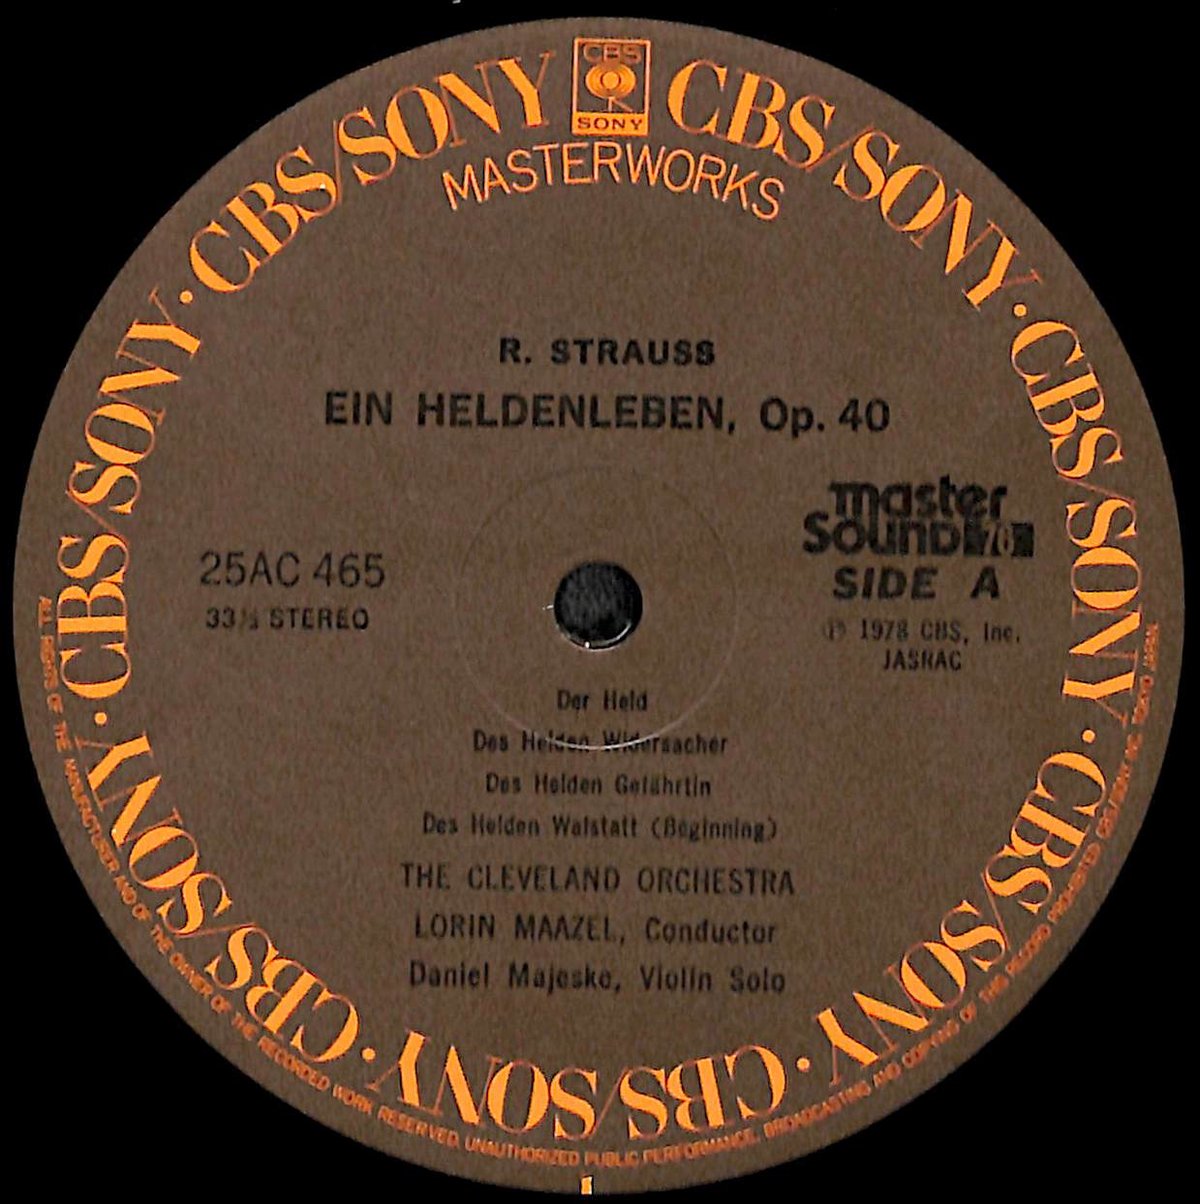 CBS
SONY
CBS/SONY · CBS/SONY · CBS/SONY · CBS/SONY · CBS/SONY · CBS/SONY · CBS/SONY
MASTERWORKS
R. STRAUSS
EIN HELDENLEBEN, Op. 40
master
sound
25AC 465
SIDE A
33⅓ STEREO
Ⓟ 1978 CBS, Inc.
JASRAC
Der Held
Des Helden Widersacher
Des Helden Gefährtin
Des Helden Walstatt (Beginning)
THE CLEVELAND ORCHESTRA
LORIN MAAZEL, Conductor
Daniel Majeske, Violin Solo
ALL RIGHTS OF THE MANUFACTURER AND OF THE OWNER OF THE RECORDED WORK RESERVED. UNAUTHORIZED PUBLIC PERFORMANCE, BROADCASTING AND COPYING OF THIS RECORD PROHIBITED